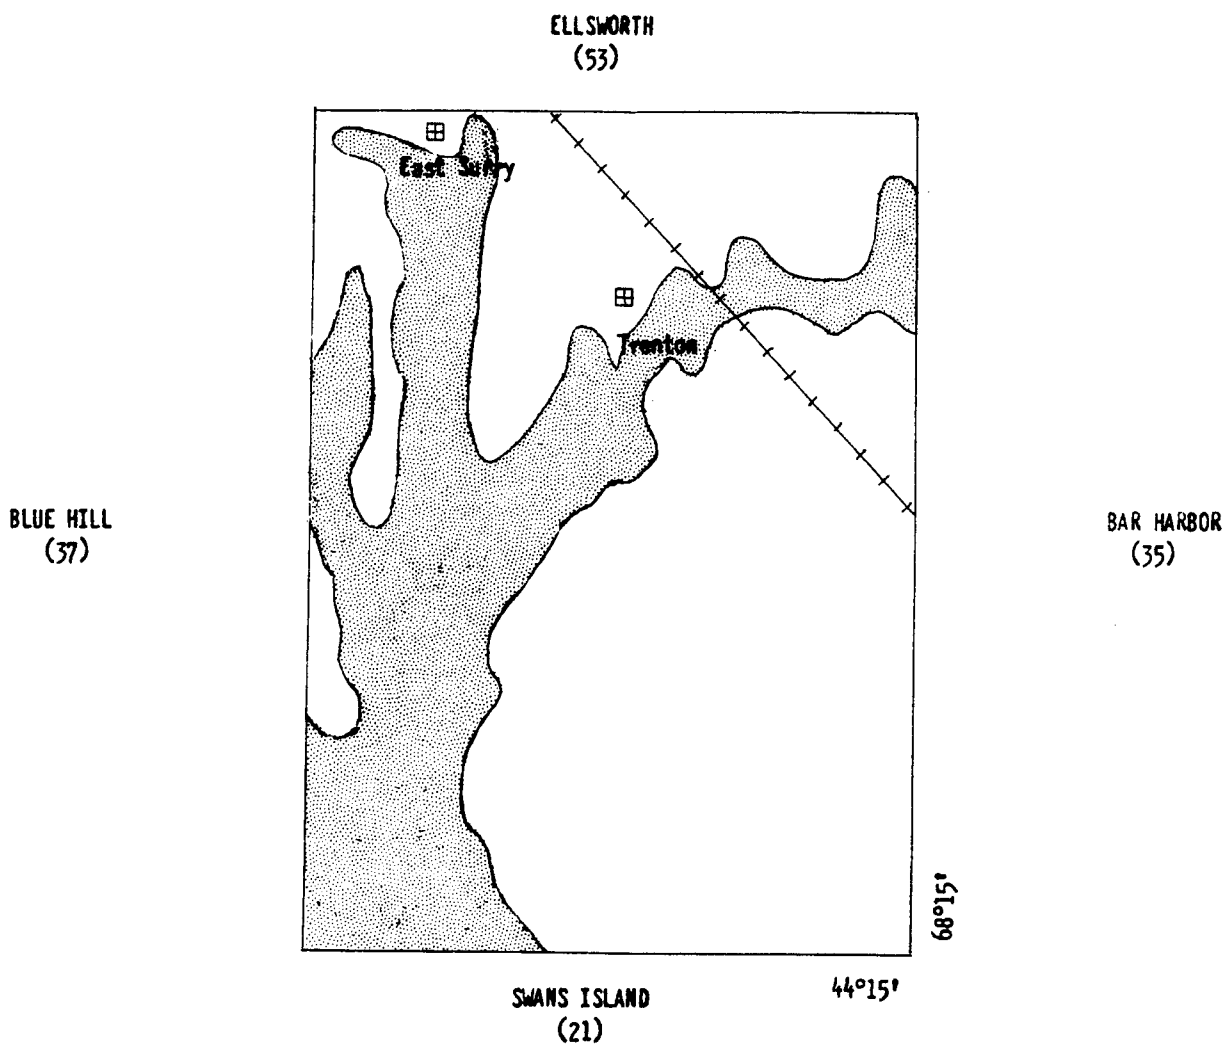 ELLSWORTH
(53)
East Surry
Trenton
BLUE HILL
(37)
BAR HARBOR
(35)
68°15'
44°15'
SWANS ISLAND
(21)